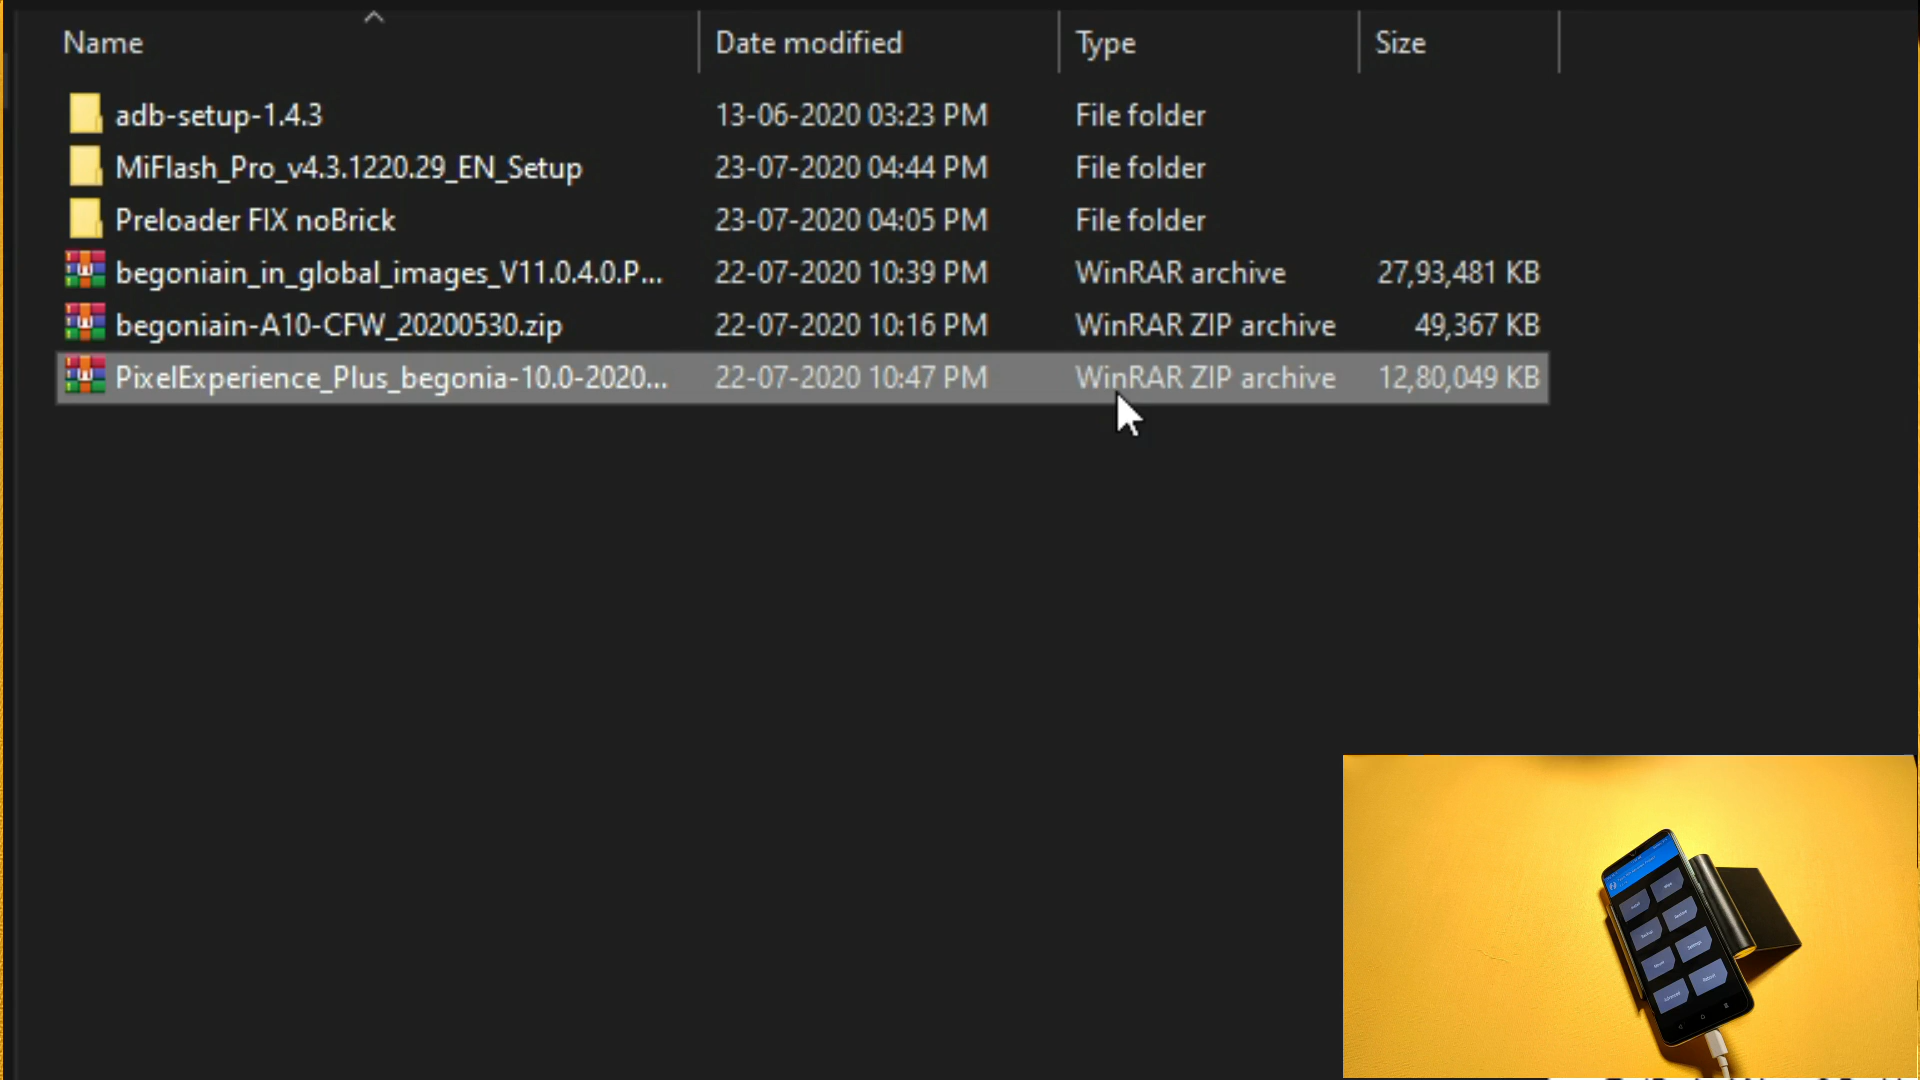 Name Date modified Type Size
adb-setup-1.4.3 13-06-2020 03:23 PM File folder
MiFlash_Pro_v4.3.1220.29_EN_Setup 23-07-2020 04:44 PM File folder
Preloader FIX noBrick 23-07-2020 04:05 PM File folder
begoniain_in_global_images_V11.0.4.0.P... 22-07-2020 10:39 PM WinRAR archive 27,93,481 KB
begoniain-A10-CFW_20200530.zip 22-07-2020 10:16 PM WinRAR ZIP archive 49,367 KB
PixelExperience_Plus_begonia-10.0-2020... 22-07-2020 10:47 PM WinRAR ZIP archive 12,80,049 KB
Settings
Reboot